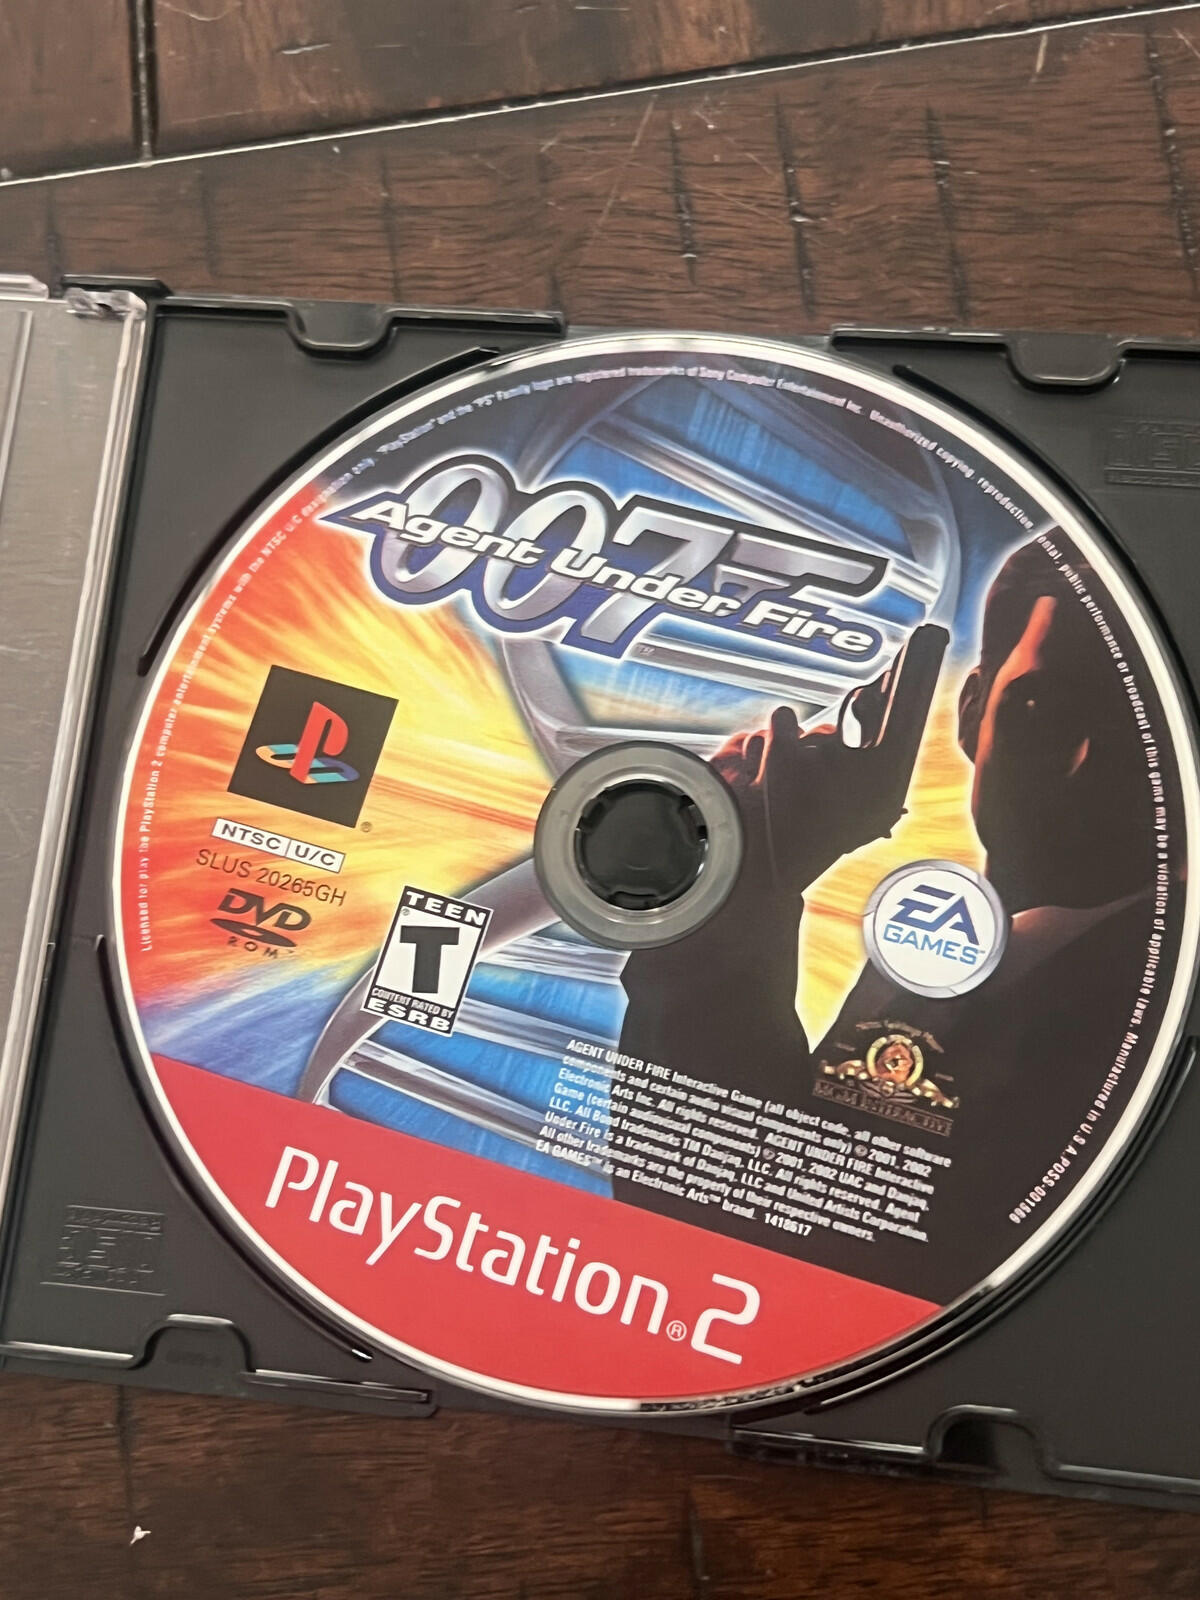 Licensed for play the PlayStation 2 computer entertainment systems with the NTSC U/C designation only. "PlayStation" and the "PS" Family logo are registered trademarks of Sony Computer Entertainment Inc. Unauthorized copying, reproduction, rental, public performance or broadcast of this game may be a violation of applicable laws. Manufactured in U.S.A.
007
Agent Under Fire
TM
NTSC U/C
SLUS 20265GH
DVD
ROM
TEEN
T
CONTENT RATED BY
ESRB
EA
GAMES™
MGM INTERACTIVE
AGENT UNDER FIRE Interactive Game (all object code, all other software
components and certain audio visual components only) © 2001, 2002
Electronic Arts Inc. All rights reserved. AGENT UNDER FIRE Interactive
Game (certain audiovisual components) © 2001, 2002 UAC and Danjaq,
LLC. All Bond trademarks TM Danjaq, LLC. All rights reserved. Agent
Under Fire is a trademark of Danjaq, LLC and United Artists Corporation.
All other trademarks are the property of their respective owners.
EA GAMES™ is an Electronic Arts™ brand. 1418617
PlayStation®2